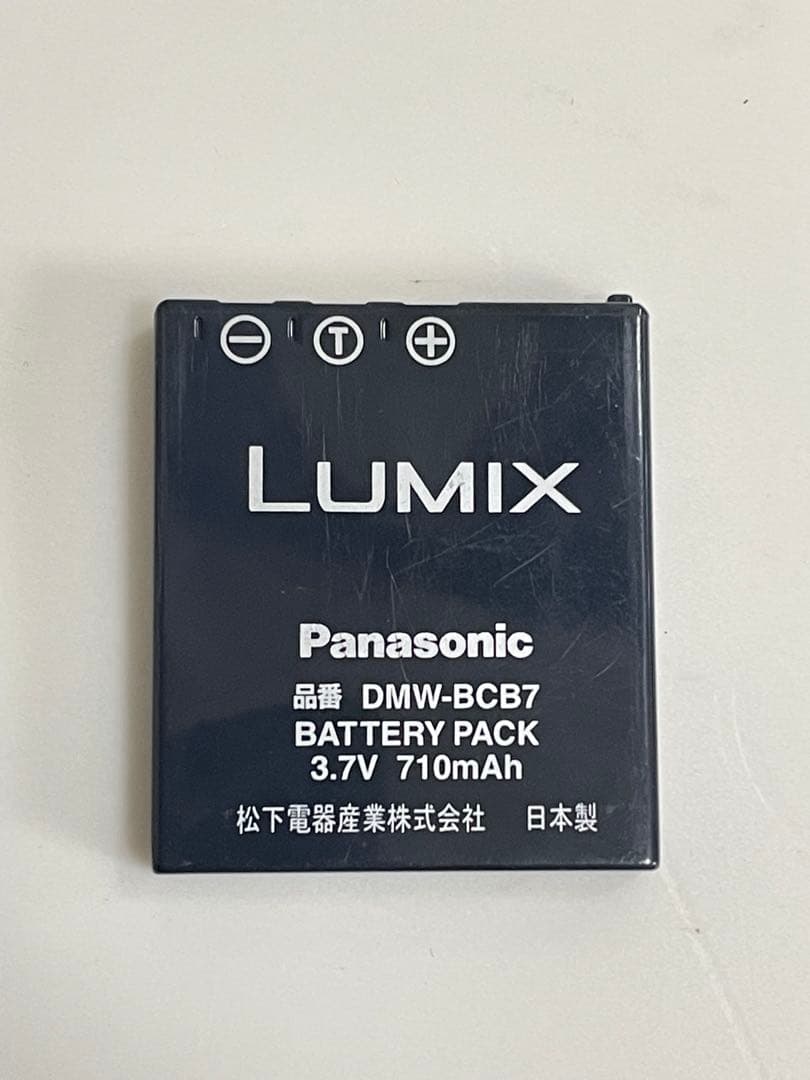 − T +
LUMIX
Panasonic
品番 DMW-BCB7
BATTERY PACK
3.7V 710mAh
松下電器産業株式会社 日本製